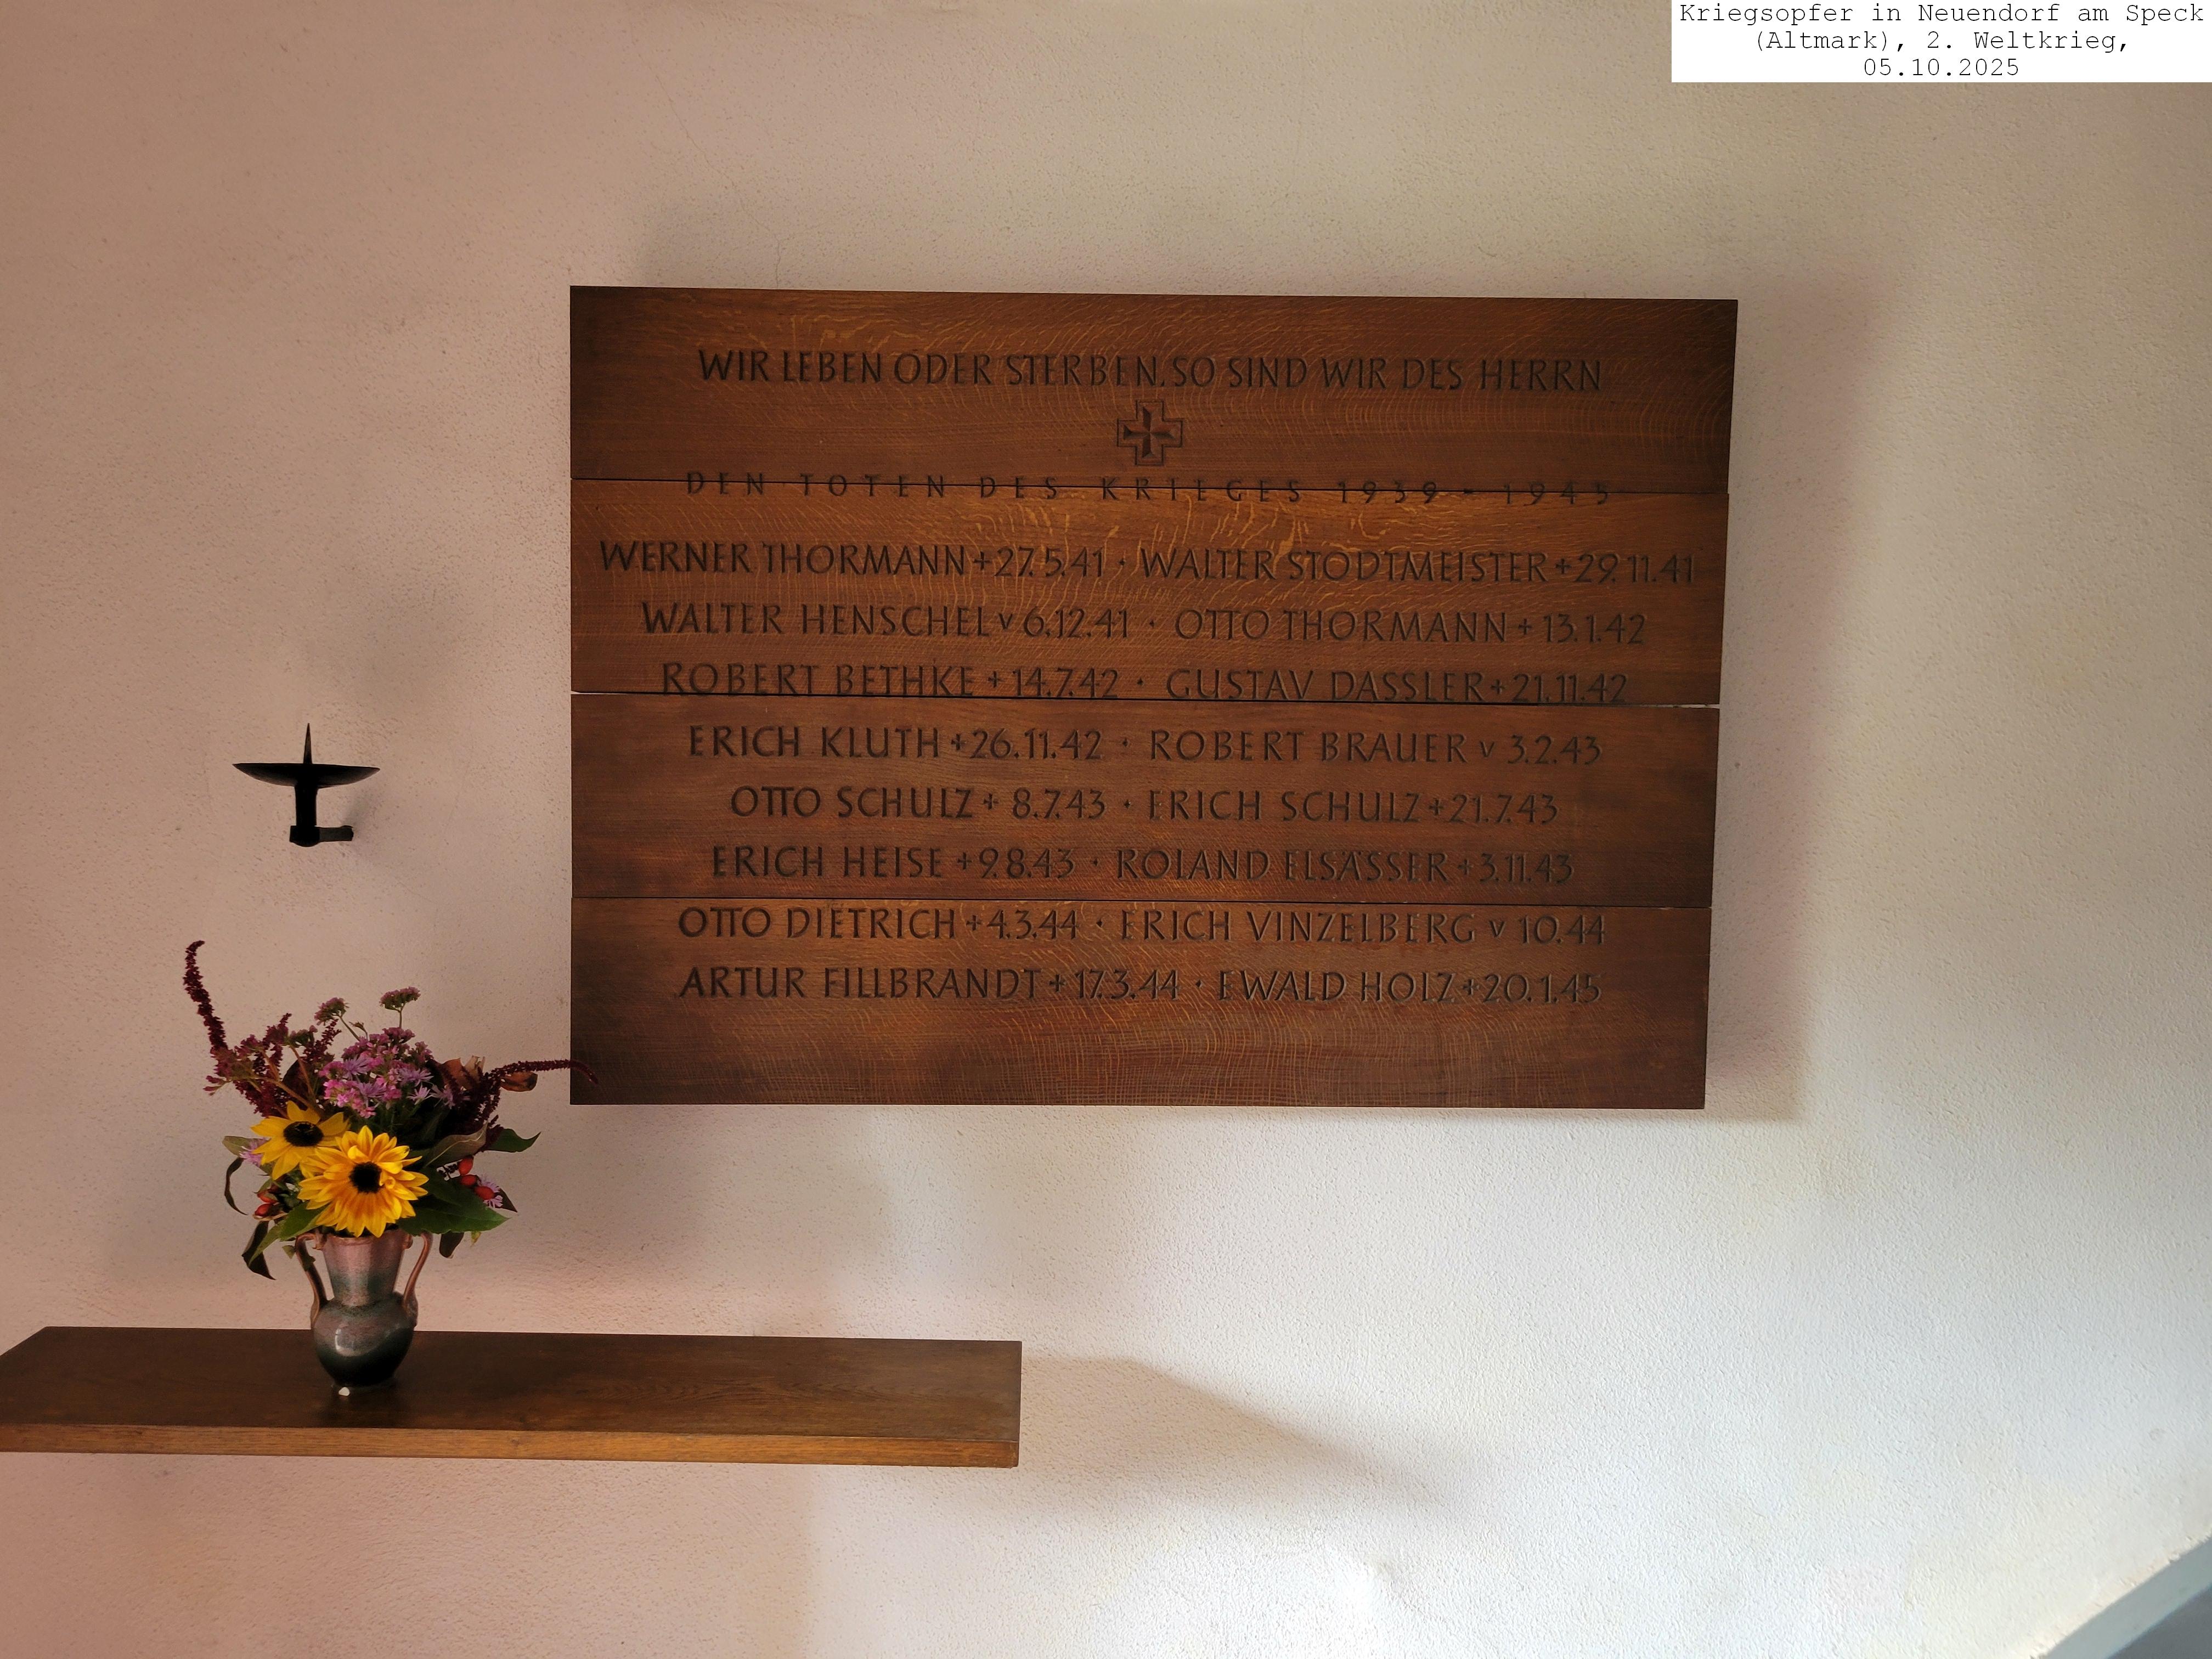 Kriegsopfer in Neuendorf am Speck
(Altmark), 2. Weltkrieg,
05.10.2025
WIR LEBEN ODER STERBEN, SO SIND WIR DES HERRN
DEN TOTEN DES KRIEGES 1939 - 1945
WERNER THORMANN + 27.5.41 · WALTER STODTMEISTER + 29.11.41
WALTER HENSCHEL v 6.12.41 · OTTO THORMANN + 13.1.42
ROBERT BETHKE + 14.7.42 · GUSTAV DASSLER + 21.11.42
ERICH KLUTH + 26.11.42 · ROBERT BRAUER v 3.2.43
OTTO SCHULZ + 8.7.43 · ERICH SCHULZ + 21.7.43
ERICH HEISE + 9.8.43 · ROLAND ELSÄSSER + 3.11.43
OTTO DIETRICH + 4.3.44 · ERICH VINZELBERG v 10.44
ARTUR FILLBRANDT + 17.3.44 · EWALD HOLZ + 20.1.45